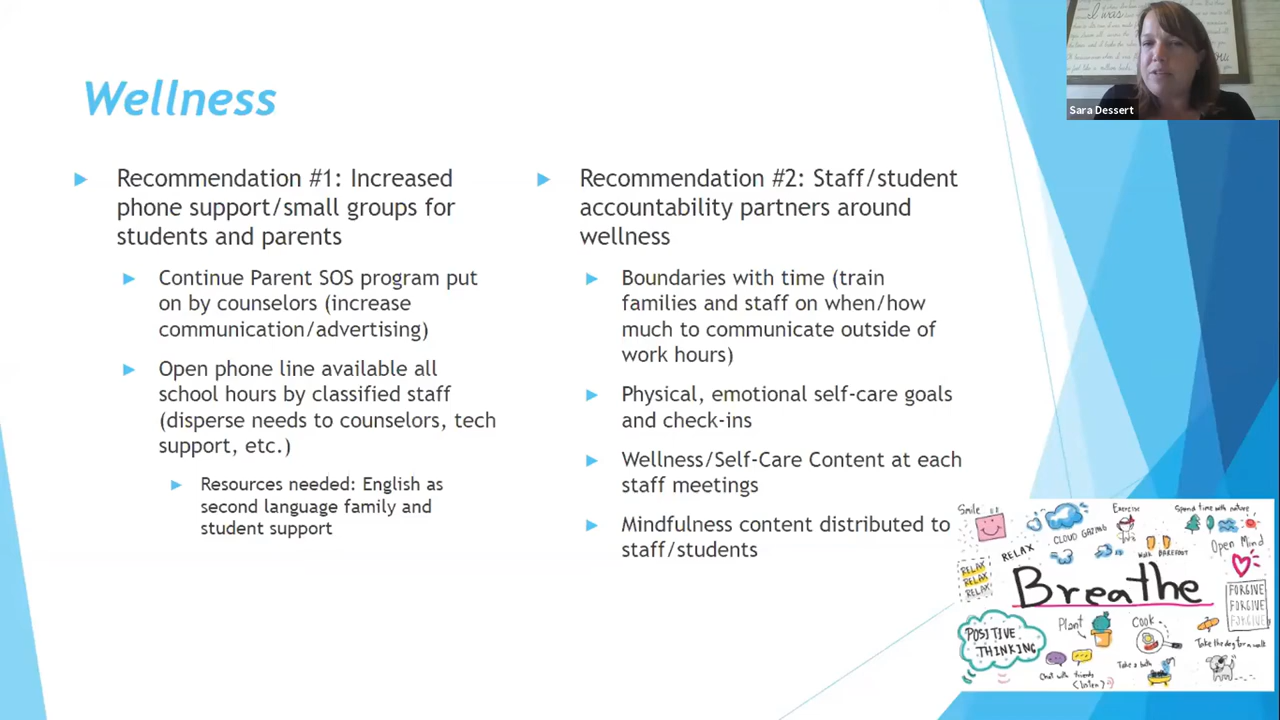 Wellness
Recommendation #1: Increased
phone support/small groups for
students and parents
Continue Parent SOS program put
on by counselors (increase
communication/advertising)
Open phone line available all
school hours by classified staff
(disperse needs to counselors, tech
support, etc.)
Resources needed: English as
second language family and
student support
Recommendation #2: Staff/student
accountability partners around
wellness
Boundaries with time (train
families and staff on when/how
much to communicate outside of
work hours)
Physical, emotional self-care goals
and check-ins
Wellness/Self-Care Content at each
staff meetings
Mindfulness content distributed to
staff/students
Sara Dessert
Smile
Exercise
Spend time with nature
CLOUD GAZING
RELAX
WALK BAREFOOT
Open Mind
RELAX
RELAX
RELAX
Breathe
FORGIVE
FORGIVE
FORGIVE
POSITIVE
THINKING
Plant
Cook
Take the dog for a walk
Chat with friends
(listen)
Take a bath